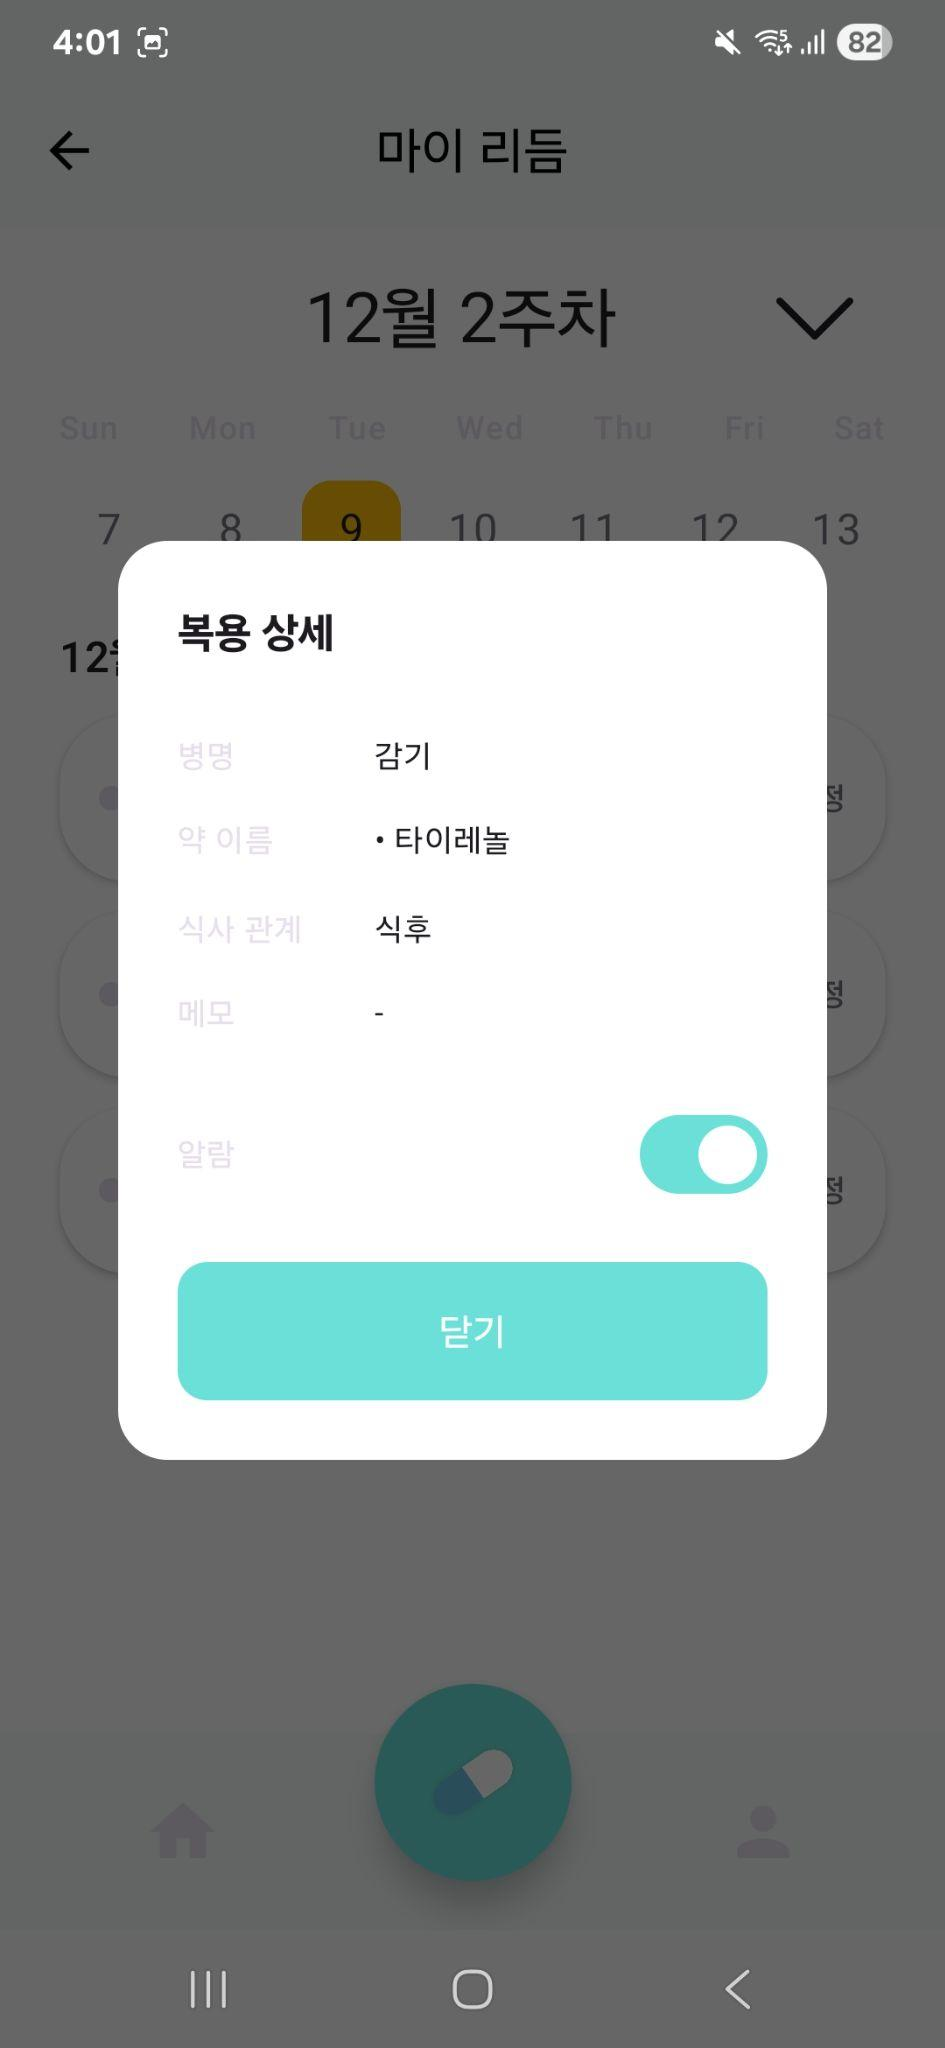 4:01
5
82
마이 리듬
12월 2주차
Sun Mon Tue Wed Thu Fri Sat
7 8 9 10 11 12 13
복용 상세
병명 감기
약 이름 • 타이레놀
식사 관계 식후
메모 -
알람
닫기